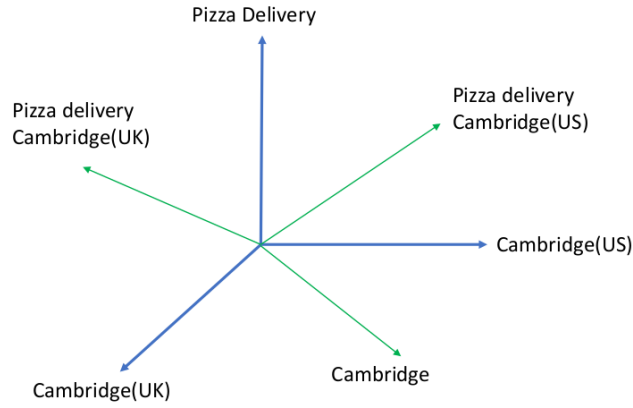 Pizza Delivery
Pizza delivery
Cambridge(US)
Pizza delivery
Cambridge(UK)
Cambridge(US)
Cambridge
Cambridge(UK)